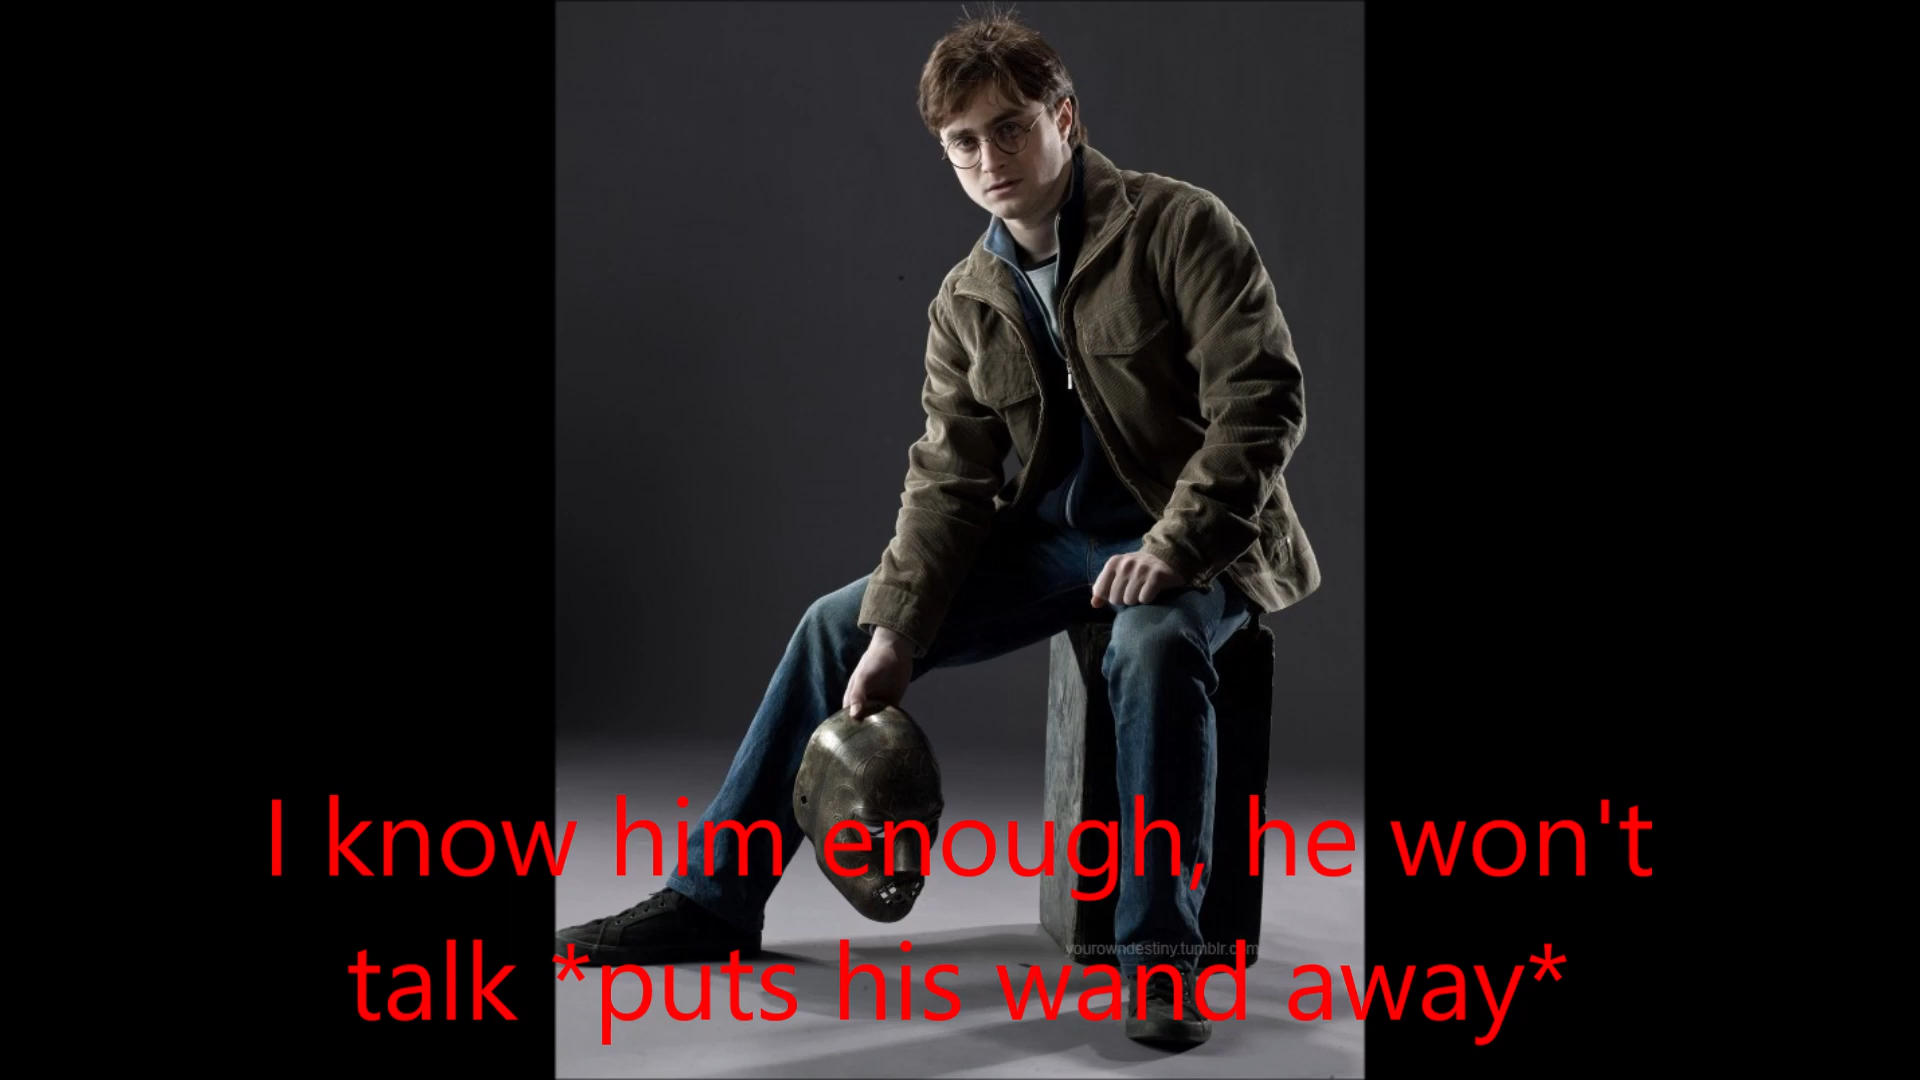 I know him enough, he won't
yourowndestiny.tumblr.com
talk *puts his wand away*